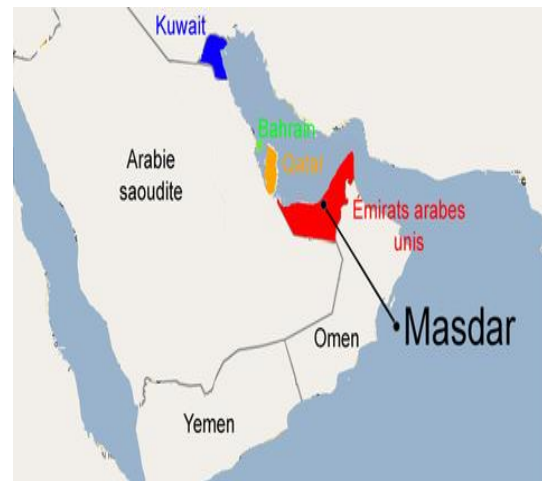 Kuwait
Bahrain
Qatar
Arabie
saoudite
Émirats arabes
unis
Masdar
Omen
Yemen